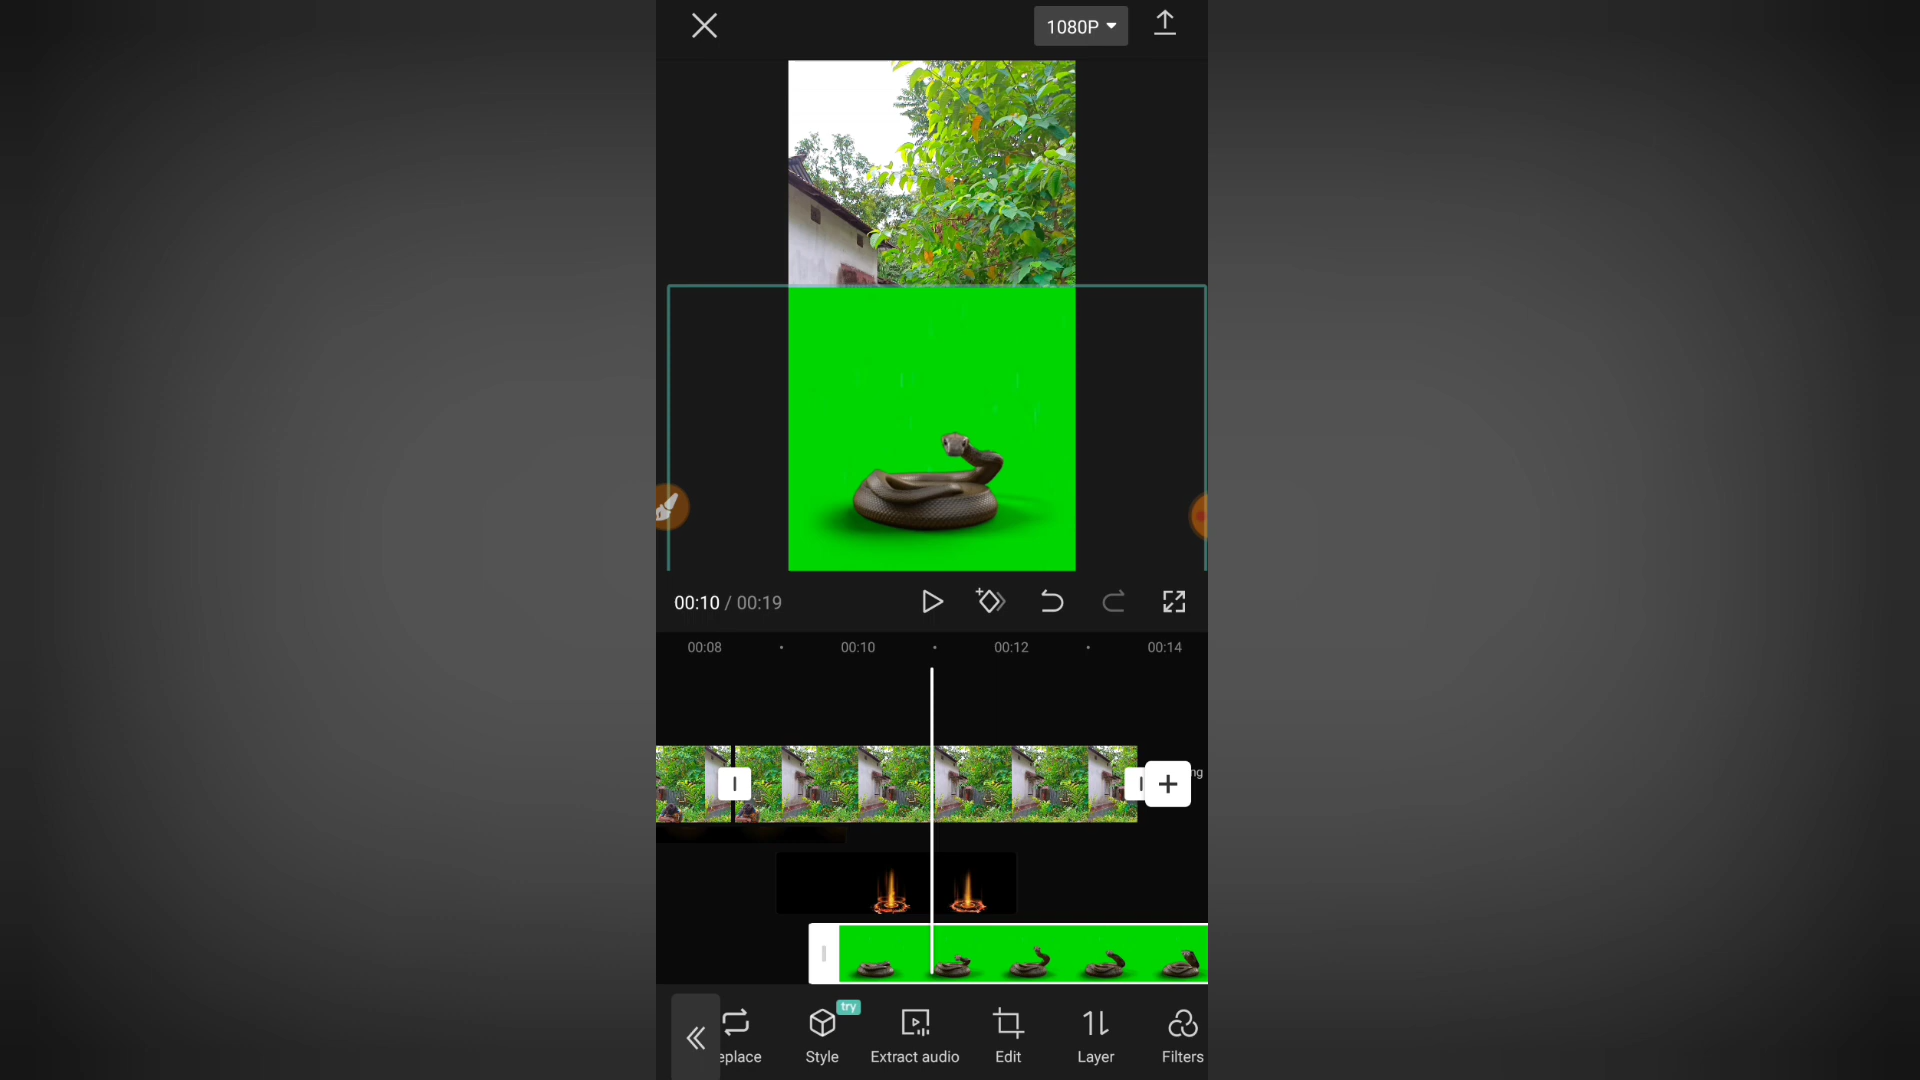 1080P
00:10 / 00:19
00:08 00:10 00:12 00:14
ng
try
eplace Style Extract audio Edit Layer Filters